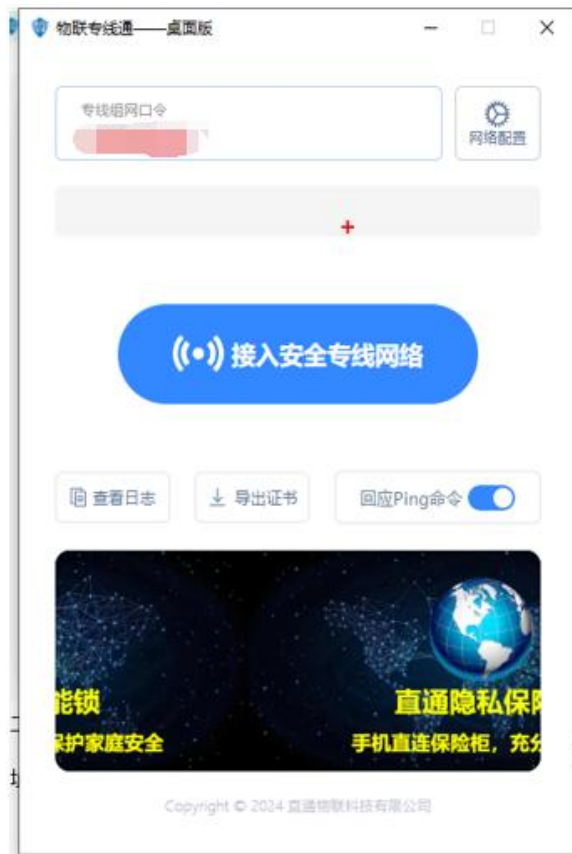 物联专线通——桌面版
专线组网口令
网络配置
接入安全专线网络
查看日志
导出证书
回应Ping命令
能锁
直通隐私保
保护家庭安全
手机直连保险柜，充分
Copyright © 2024 直通物联科技有限公司